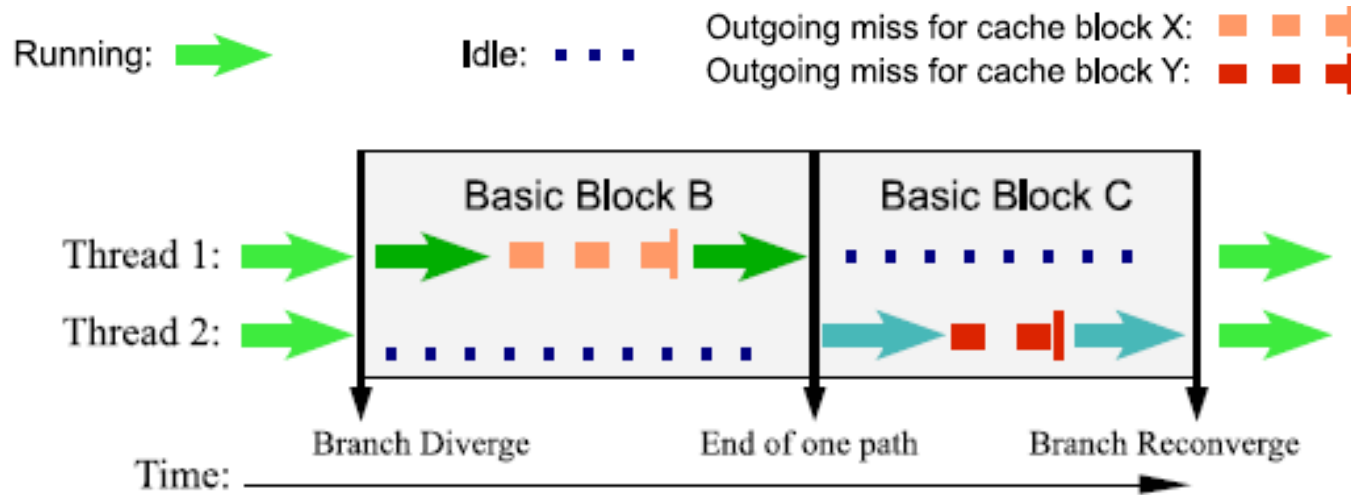 Running:
Idle:
Outgoing miss for cache block X:
Outgoing miss for cache block Y:
Basic Block B
Basic Block C
Thread 1:
Thread 2:
Branch Diverge
End of one path
Branch Reconverge
Time: